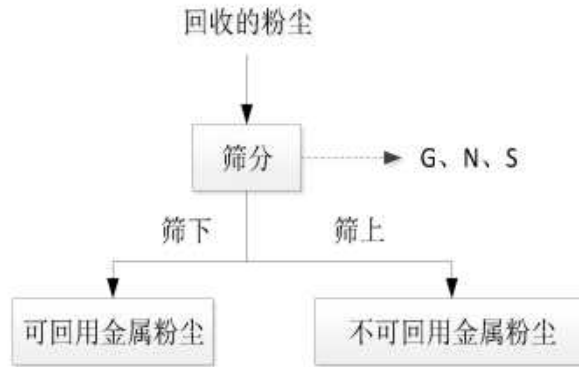 回收的粉尘
筛分
G、N、S
筛下
筛上
可回用金属粉尘
不可回用金属粉尘